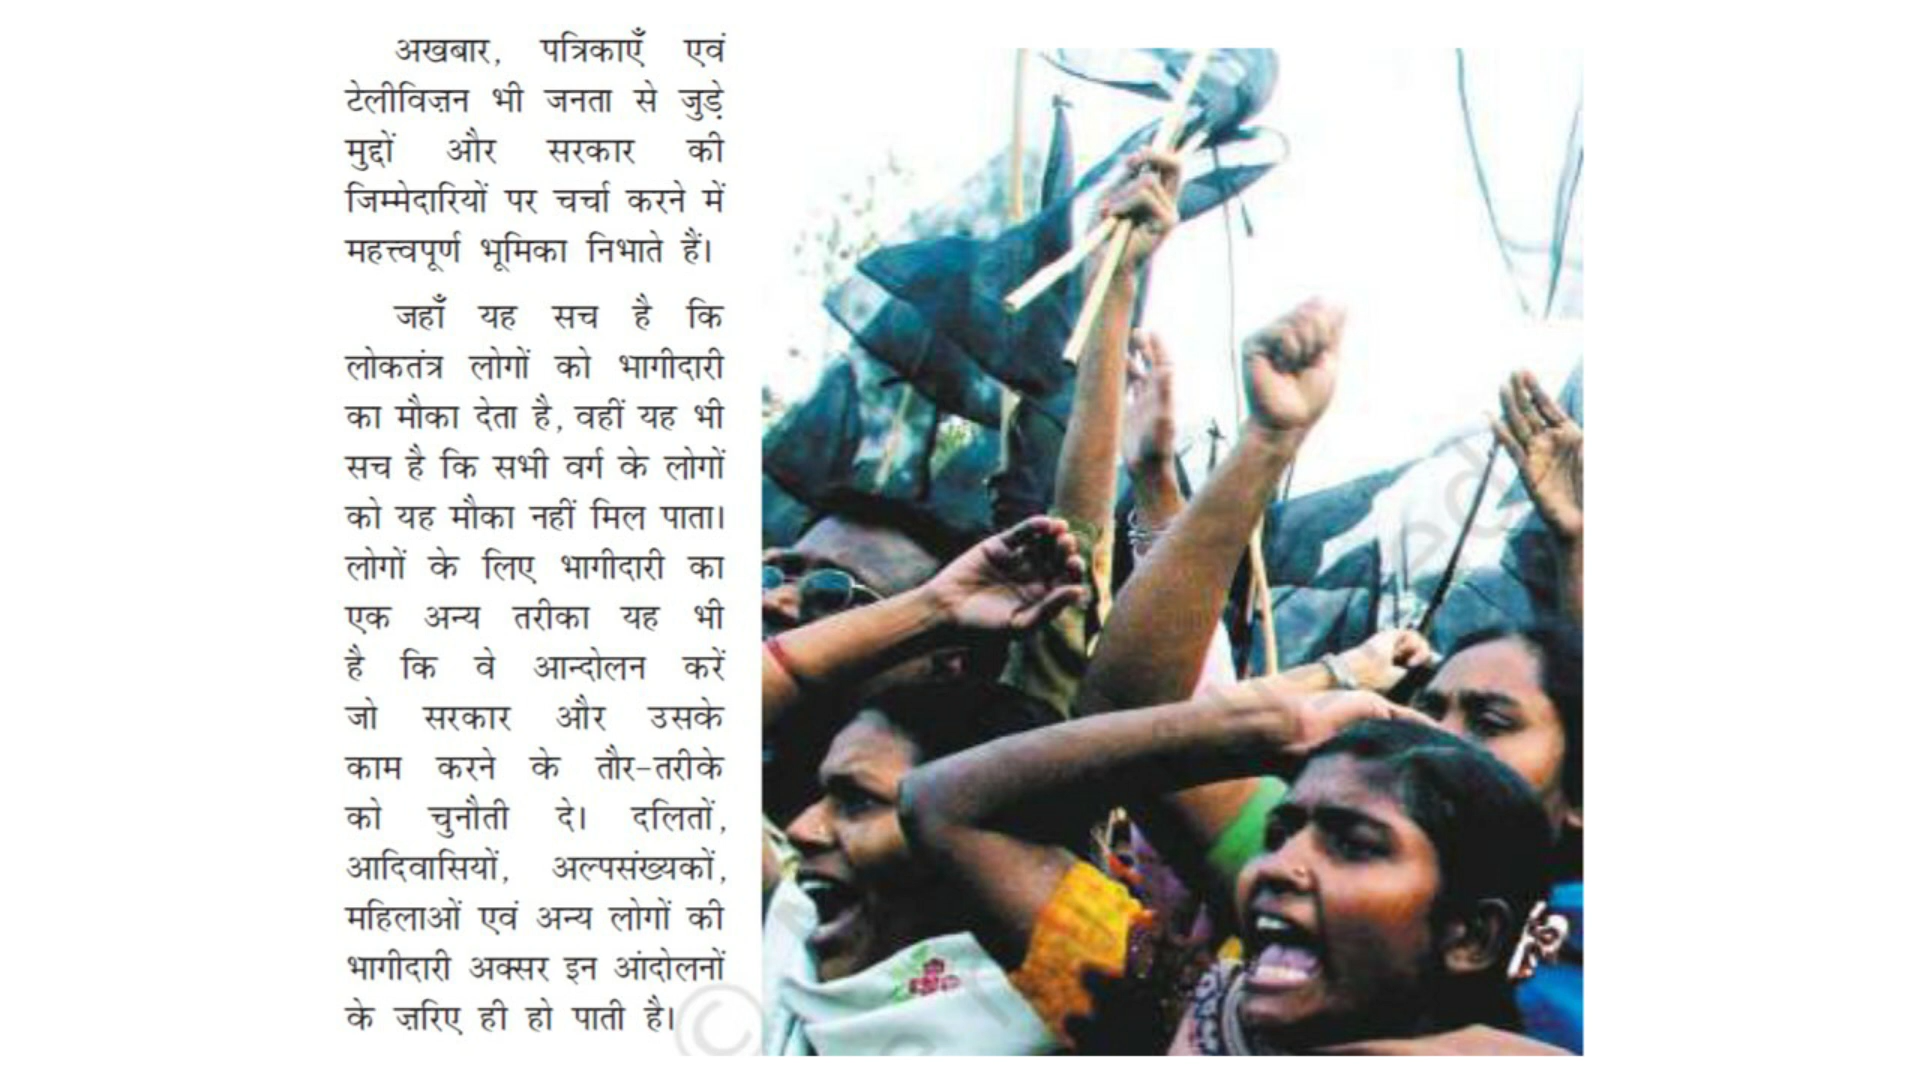 अखबार, पत्रिकाएँ एवं
टेलीविज़न भी जनता से जुड़े
मुद्दों और सरकार की
जिम्मेदारियों पर चर्चा करने में
महत्त्वपूर्ण भूमिका निभाते हैं।
जहाँ यह सच है कि
लोकतंत्र लोगों को भागीदारी
का मौका देता है, वहीं यह भी
सच है कि सभी वर्ग के लोगों
को यह मौका नहीं मिल पाता।
लोगों के लिए भागीदारी का
एक अन्य तरीका यह भी
है कि वे आन्दोलन करें
जो सरकार और उसके
काम करने के तौर-तरीके
को चुनौती दे। दलितों,
आदिवासियों, अल्पसंख्यकों,
महिलाओं एवं अन्य लोगों की
भागीदारी अक्सर इन आंदोलनों
के ज़रिए ही हो पाती है।